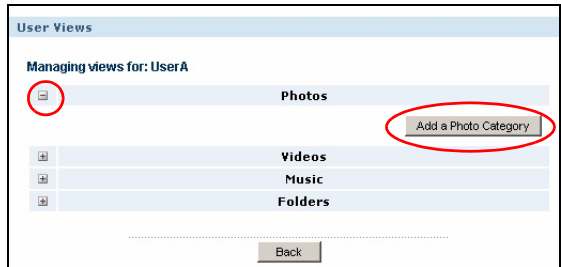 User Views
Managing views for: UserA
Photos
Add a Photo Category
Videos
Music
Folders
Back